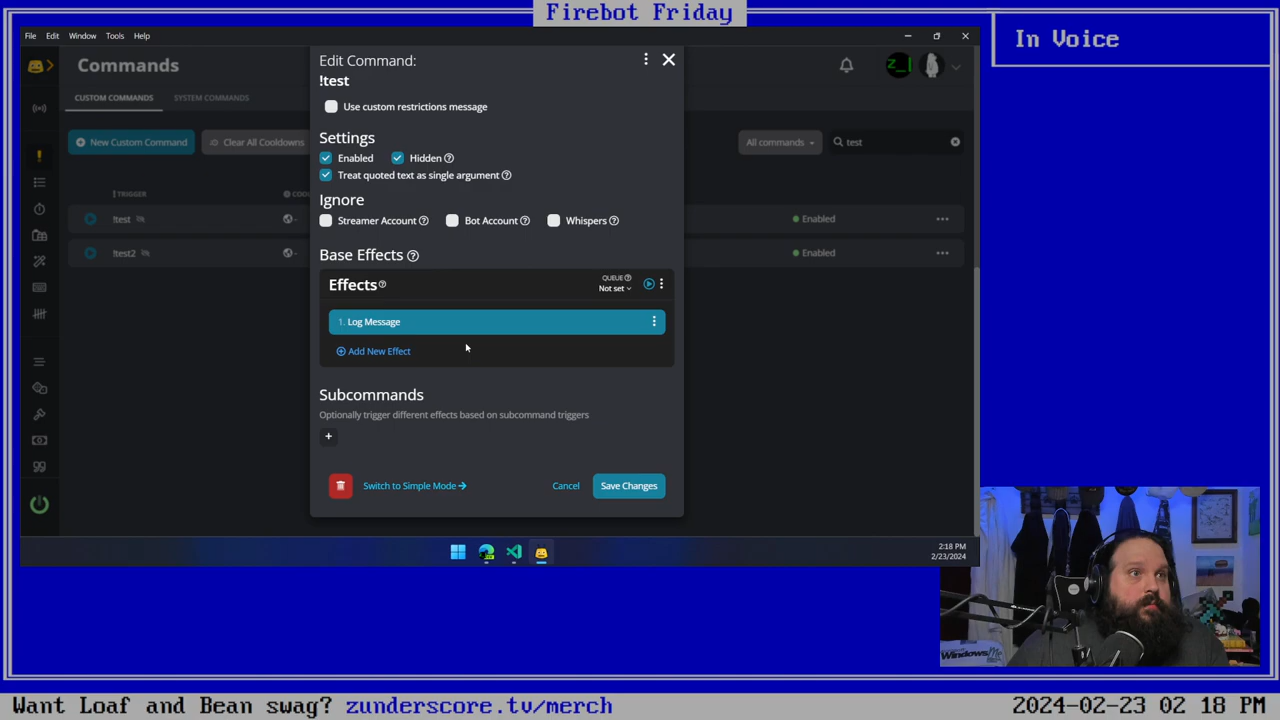 Firebot Friday
In Voice
File Edit Window Tools Help
Commands
CUSTOM COMMANDS SYSTEM COMMANDS
New Custom Command Clear All Cooldowns All commands test
TRIGGER
!test Enabled
!test2 Enabled
Edit Command:
!test
Use custom restrictions message
Settings
Enabled Hidden
Treat quoted text as single argument
Ignore
Streamer Account Bot Account Whispers
Base Effects
Effects QUEUE
Not set
1. Log Message
Add New Effect
Subcommands
Optionally trigger different effects based on subcommand triggers
Switch to Simple Mode Cancel Save Changes
2:18 PM
2/23/2024
Windows
Want Loaf and Bean swag? zunderscore.tv/merch 2024-02-23 02 18 PM